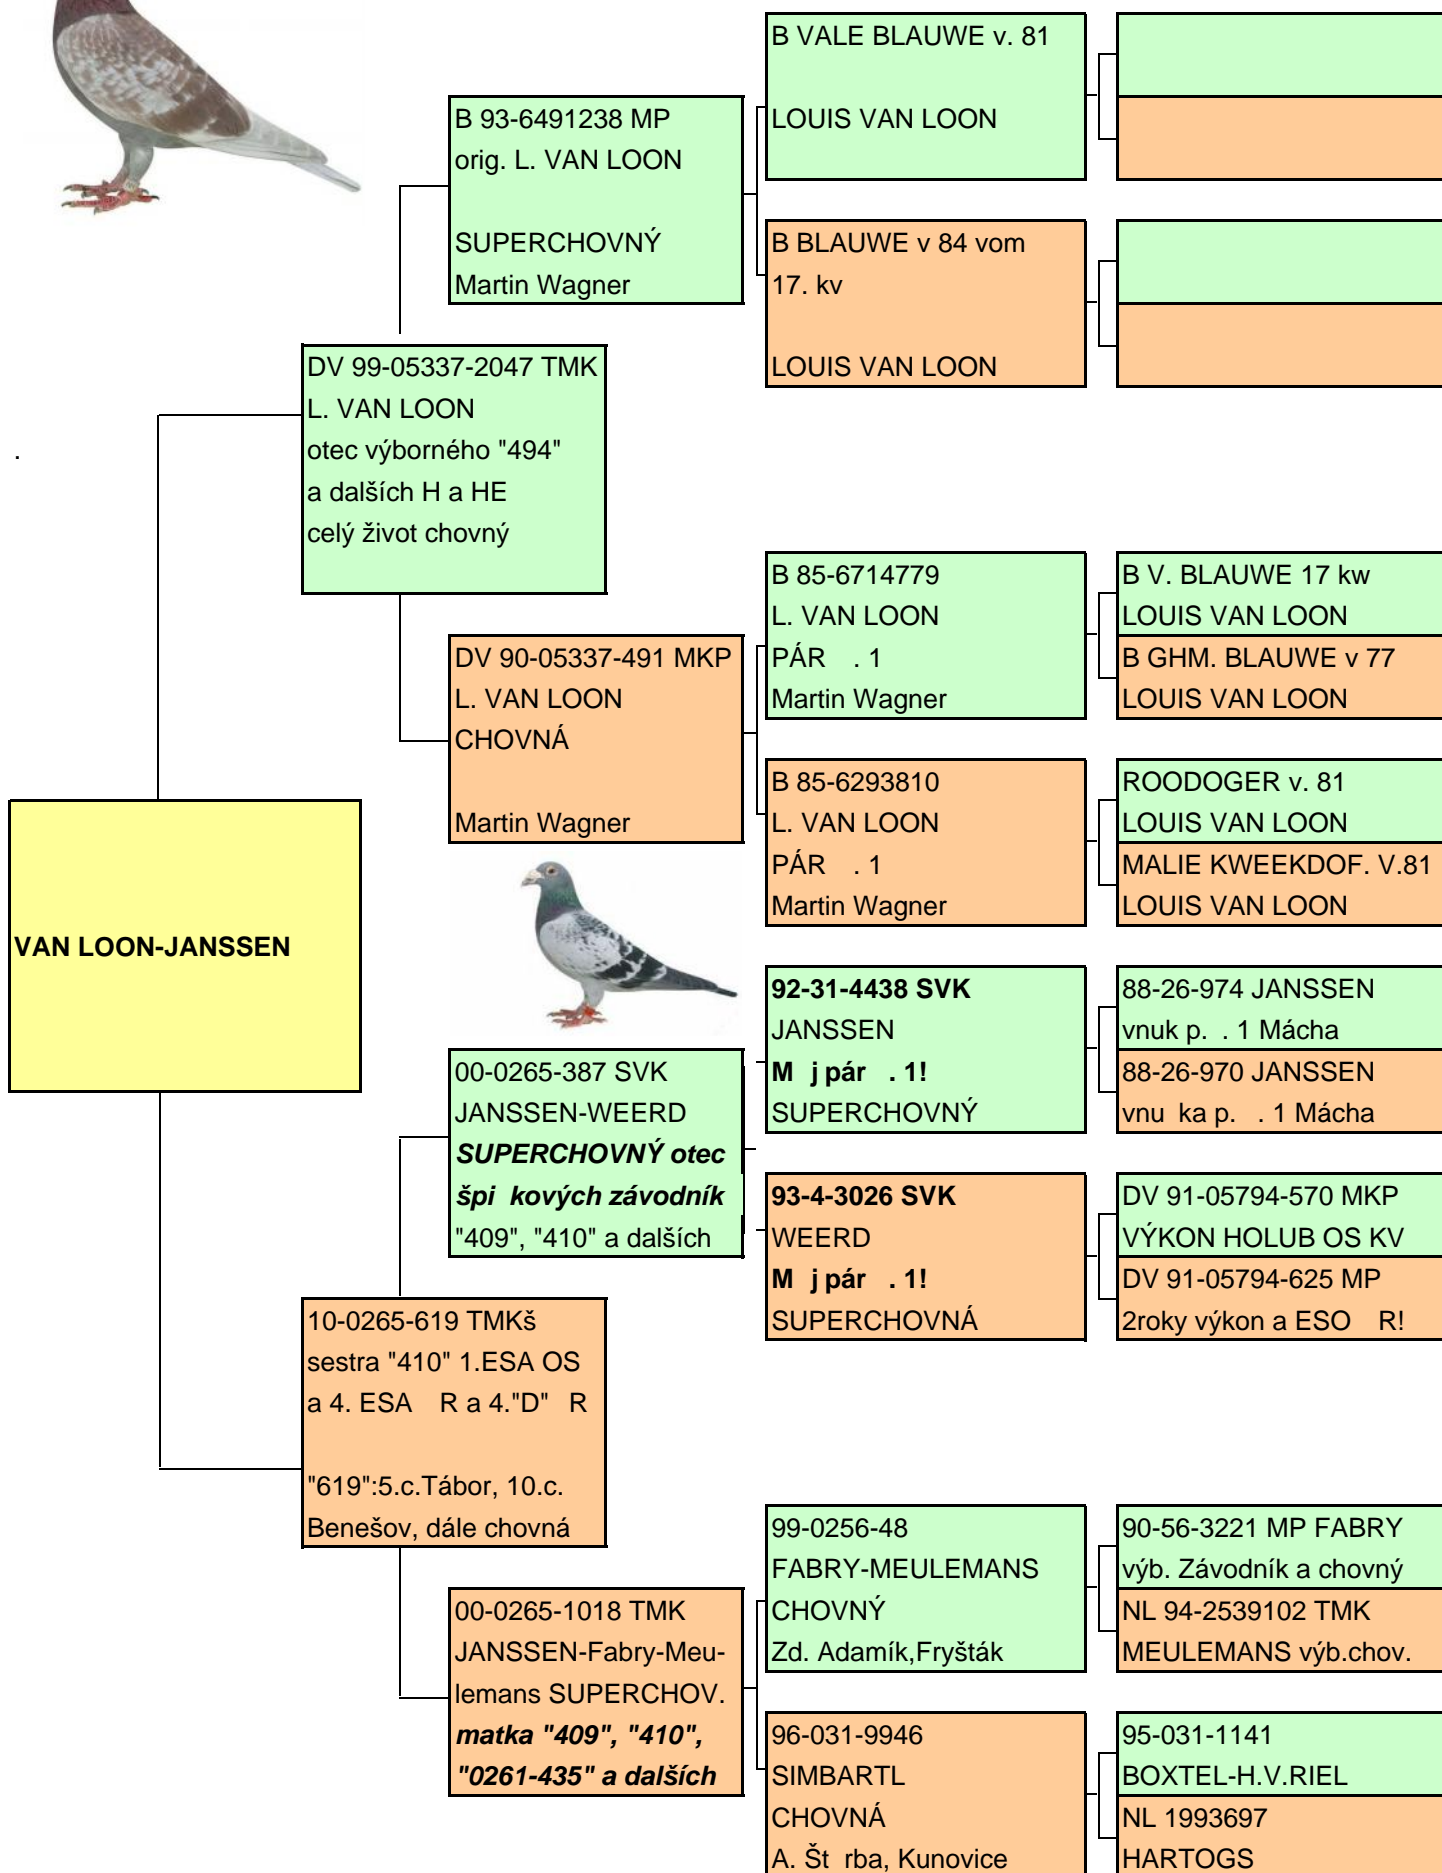 VAN LOON-JANSSEN
.
DV 99-05337-2047 TMK
L. VAN LOON
otec výborného "494"
a dalších H a HE
celý život chovný
10-0265-619 TMKš
sestra "410" 1.ESA OS
a 4. ESA R a 4."D" R
"619":5.c.Tábor, 10.c.
Benešov, dále chovná
B 93-6491238 MP
orig. L. VAN LOON
SUPERCHOVNÝ
Martin Wagner
DV 90-05337-491 MKP
L. VAN LOON
CHOVNÁ
Martin Wagner
00-0265-387 SVK
JANSSEN-WEERD
SUPERCHOVNÝ otec
špi kových závodník
"409", "410" a dalších
00-0265-1018 TMK
JANSSEN-Fabry-Meu-
lemans SUPERCHOV.
matka "409", "410",
"0261-435" a dalších
B VALE BLAUWE v. 81
LOUIS VAN LOON
B BLAUWE v 84 vom
17. kv
LOUIS VAN LOON
B 85-6714779
L. VAN LOON
PÁR . 1
Martin Wagner
B 85-6293810
L. VAN LOON
PÁR . 1
Martin Wagner
92-31-4438 SVK
JANSSEN
M j pár . 1!
SUPERCHOVNÝ
93-4-3026 SVK
WEERD
M j pár . 1!
SUPERCHOVNÁ
99-0256-48
FABRY-MEULEMANS
CHOVNÝ
Zd. Adamík,Fryšták
96-031-9946
SIMBARTL
CHOVNÁ
A. Št rba, Kunovice
B V. BLAUWE 17 kw
LOUIS VAN LOON
B GHM. BLAUWE v 77
LOUIS VAN LOON
ROODOGER v. 81
LOUIS VAN LOON
MALIE KWEEKDOF. V.81
LOUIS VAN LOON
88-26-974 JANSSEN
vnuk p. . 1 Mácha
88-26-970 JANSSEN
vnu ka p. . 1 Mácha
DV 91-05794-570 MKP
VÝKON HOLUB OS KV
DV 91-05794-625 MP
2roky výkon a ESO R!
90-56-3221 MP FABRY
výb. Závodník a chovný
NL 94-2539102 TMK
MEULEMANS výb.chov.
95-031-1141
BOXTEL-H.V.RIEL
NL 1993697
HARTOGS